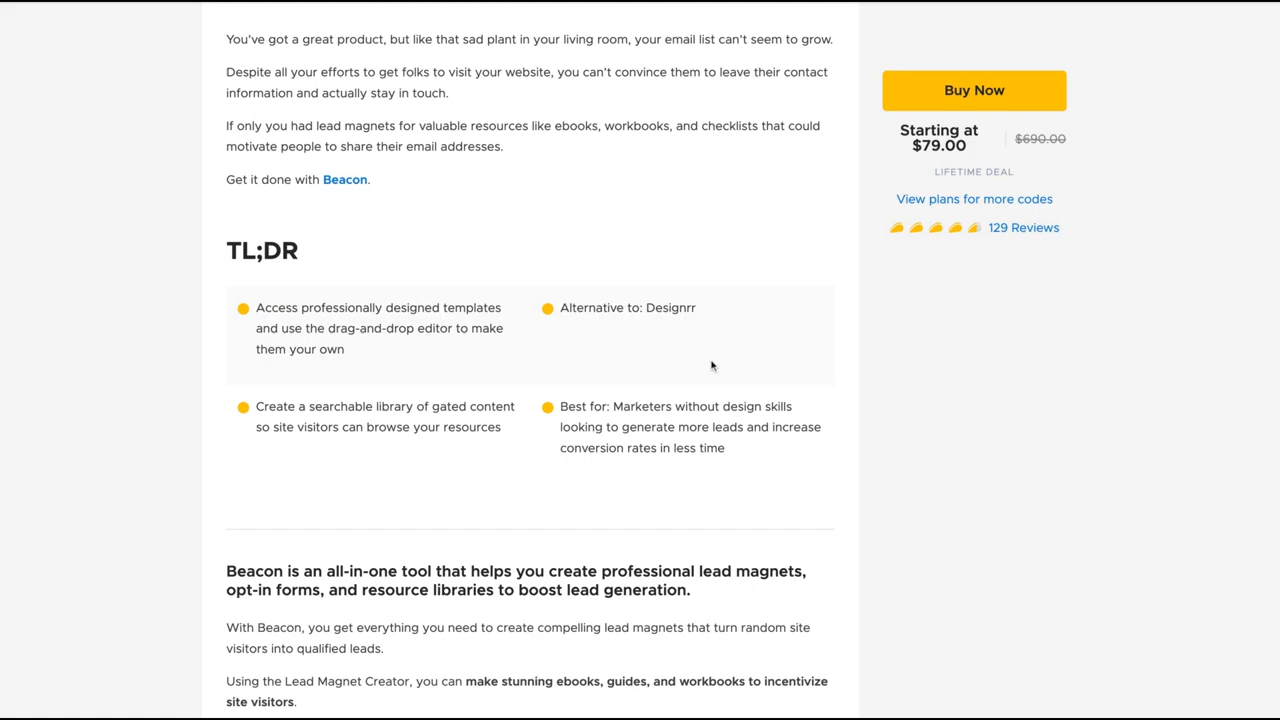 You've got a great product, but like that sad plant in your living room, your email list can't seem to grow.
Despite all your efforts to get folks to visit your website, you can't convince them to leave their contact
information and actually stay in touch.
If only you had lead magnets for valuable resources like ebooks, workbooks, and checklists that could
motivate people to share their email addresses.
Get it done with Beacon.
TL;DR
Access professionally designed templates
and use the drag-and-drop editor to make
them your own
Alternative to: Designrr
Create a searchable library of gated content
so site visitors can browse your resources
Best for: Marketers without design skills
looking to generate more leads and increase
conversion rates in less time
Beacon is an all-in-one tool that helps you create professional lead magnets,
opt-in forms, and resource libraries to boost lead generation.
With Beacon, you get everything you need to create compelling lead magnets that turn random site
visitors into qualified leads.
Using the Lead Magnet Creator, you can make stunning ebooks, guides, and workbooks to incentivize
site visitors.
Buy Now
Starting at
$79.00
$690.00
LIFETIME DEAL
View plans for more codes
129 Reviews